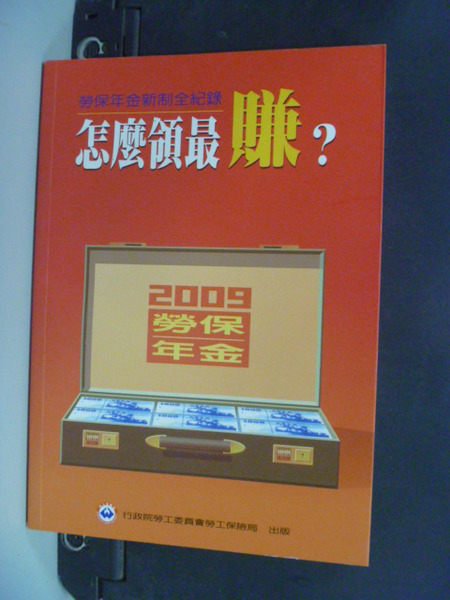 勞保年金新制全紀錄
怎麼領最賺？
2009
勞保
年金
行政院勞工委員會勞工保險局 出版